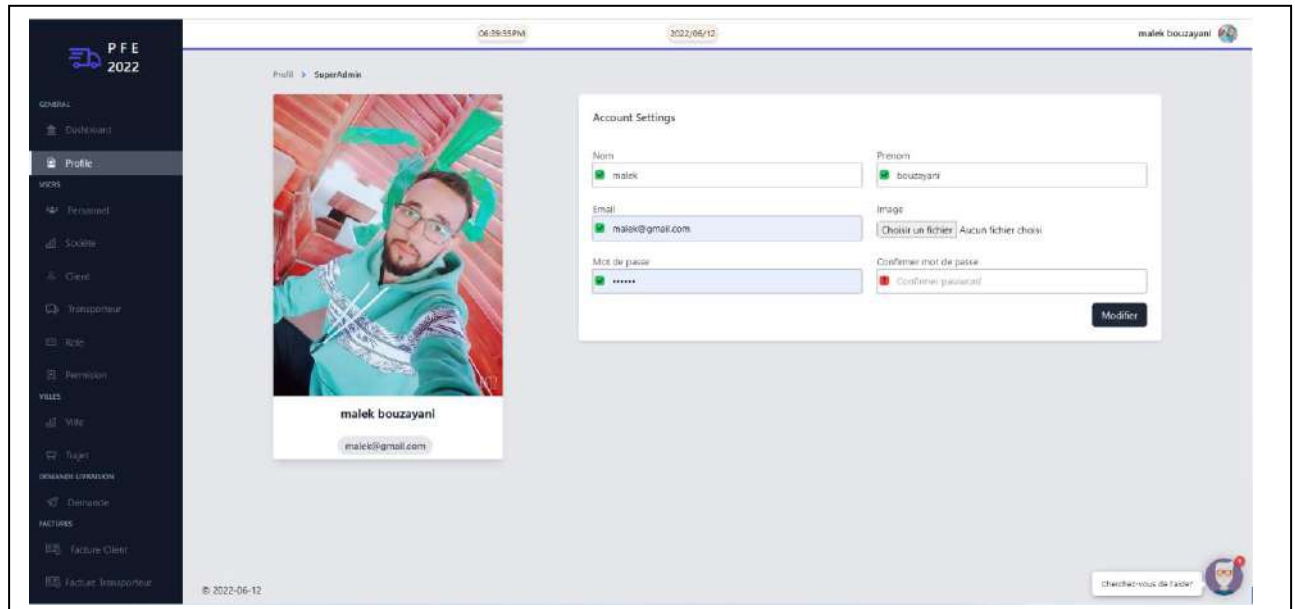 PFE
2022
06:39:35PM
2022/06/12
malek bouzayani
Profil > SuperAdmin
GENERAL
Dashboard
Profile
USERS
Personnel
Société
Client
Transporteur
Role
Permision
VILLES
Ville
Trajet
DEMANDE LIVRAISON
Demande
FACTURES
Facture Client
Facture Transporteur
malek bouzayani
malek@gmail.com
Account Settings
Nom
Prenom
malek
bouzayani
Email
Image
malek@gmail.com
Choisir un fichier Aucun fichier choisi
Mot de passe
Confirmer mot de passe
••••••
Confirmer password
Modifier
© 2022-06-12
Cherchez-vous de l'aide?